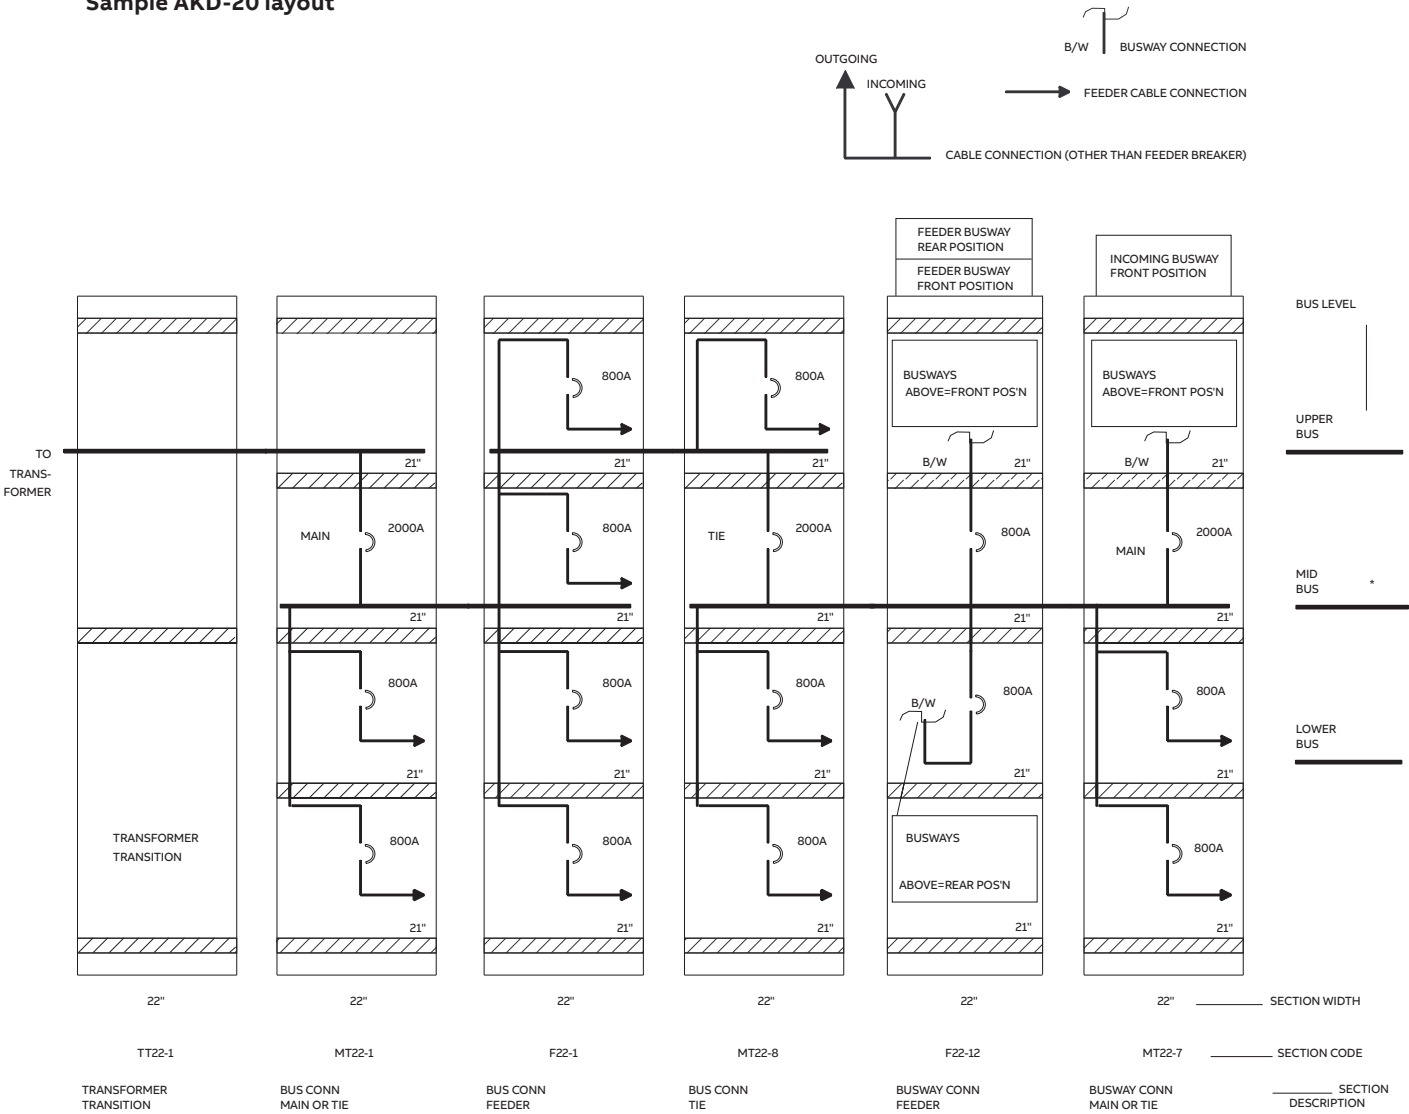 Sample AKD-20 layout
B/W
BUSWAY CONNECTION
OUTGOING
INCOMING
FEEDER CABLE CONNECTION
CABLE CONNECTION (OTHER THAN FEEDER BREAKER)
FEEDER BUSWAY
REAR POSITION
FEEDER BUSWAY
FRONT POSITION
INCOMING BUSWAY
FRONT POSITION
BUS LEVEL
800A
800A
BUSWAYS
ABOVE=FRONT POS'N
BUSWAYS
ABOVE=FRONT POS'N
UPPER
BUS
TO
TRANS-
FORMER
21"
21"
21"
B/W
21"
B/W
21"
MAIN
2000A
800A
TIE
2000A
800A
MAIN
2000A
MID
BUS
*
21"
21"
21"
21"
21"
800A
800A
800A
B/W
800A
800A
LOWER
BUS
21"
21"
21"
21"
21"
TRANSFORMER
TRANSITION
800A
800A
800A
BUSWAYS
ABOVE=REAR POS'N
800A
21"
21"
21"
21"
21"
22"
22"
22"
22"
22"
22"
SECTION WIDTH
TT22-1
MT22-1
F22-1
MT22-8
F22-12
MT22-7
SECTION CODE
TRANSFORMER
TRANSITION
BUS CONN
MAIN OR TIE
BUS CONN
FEEDER
BUS CONN
TIE
BUSWAY CONN
FEEDER
BUSWAY CONN
MAIN OR TIE
SECTION
DESCRIPTION